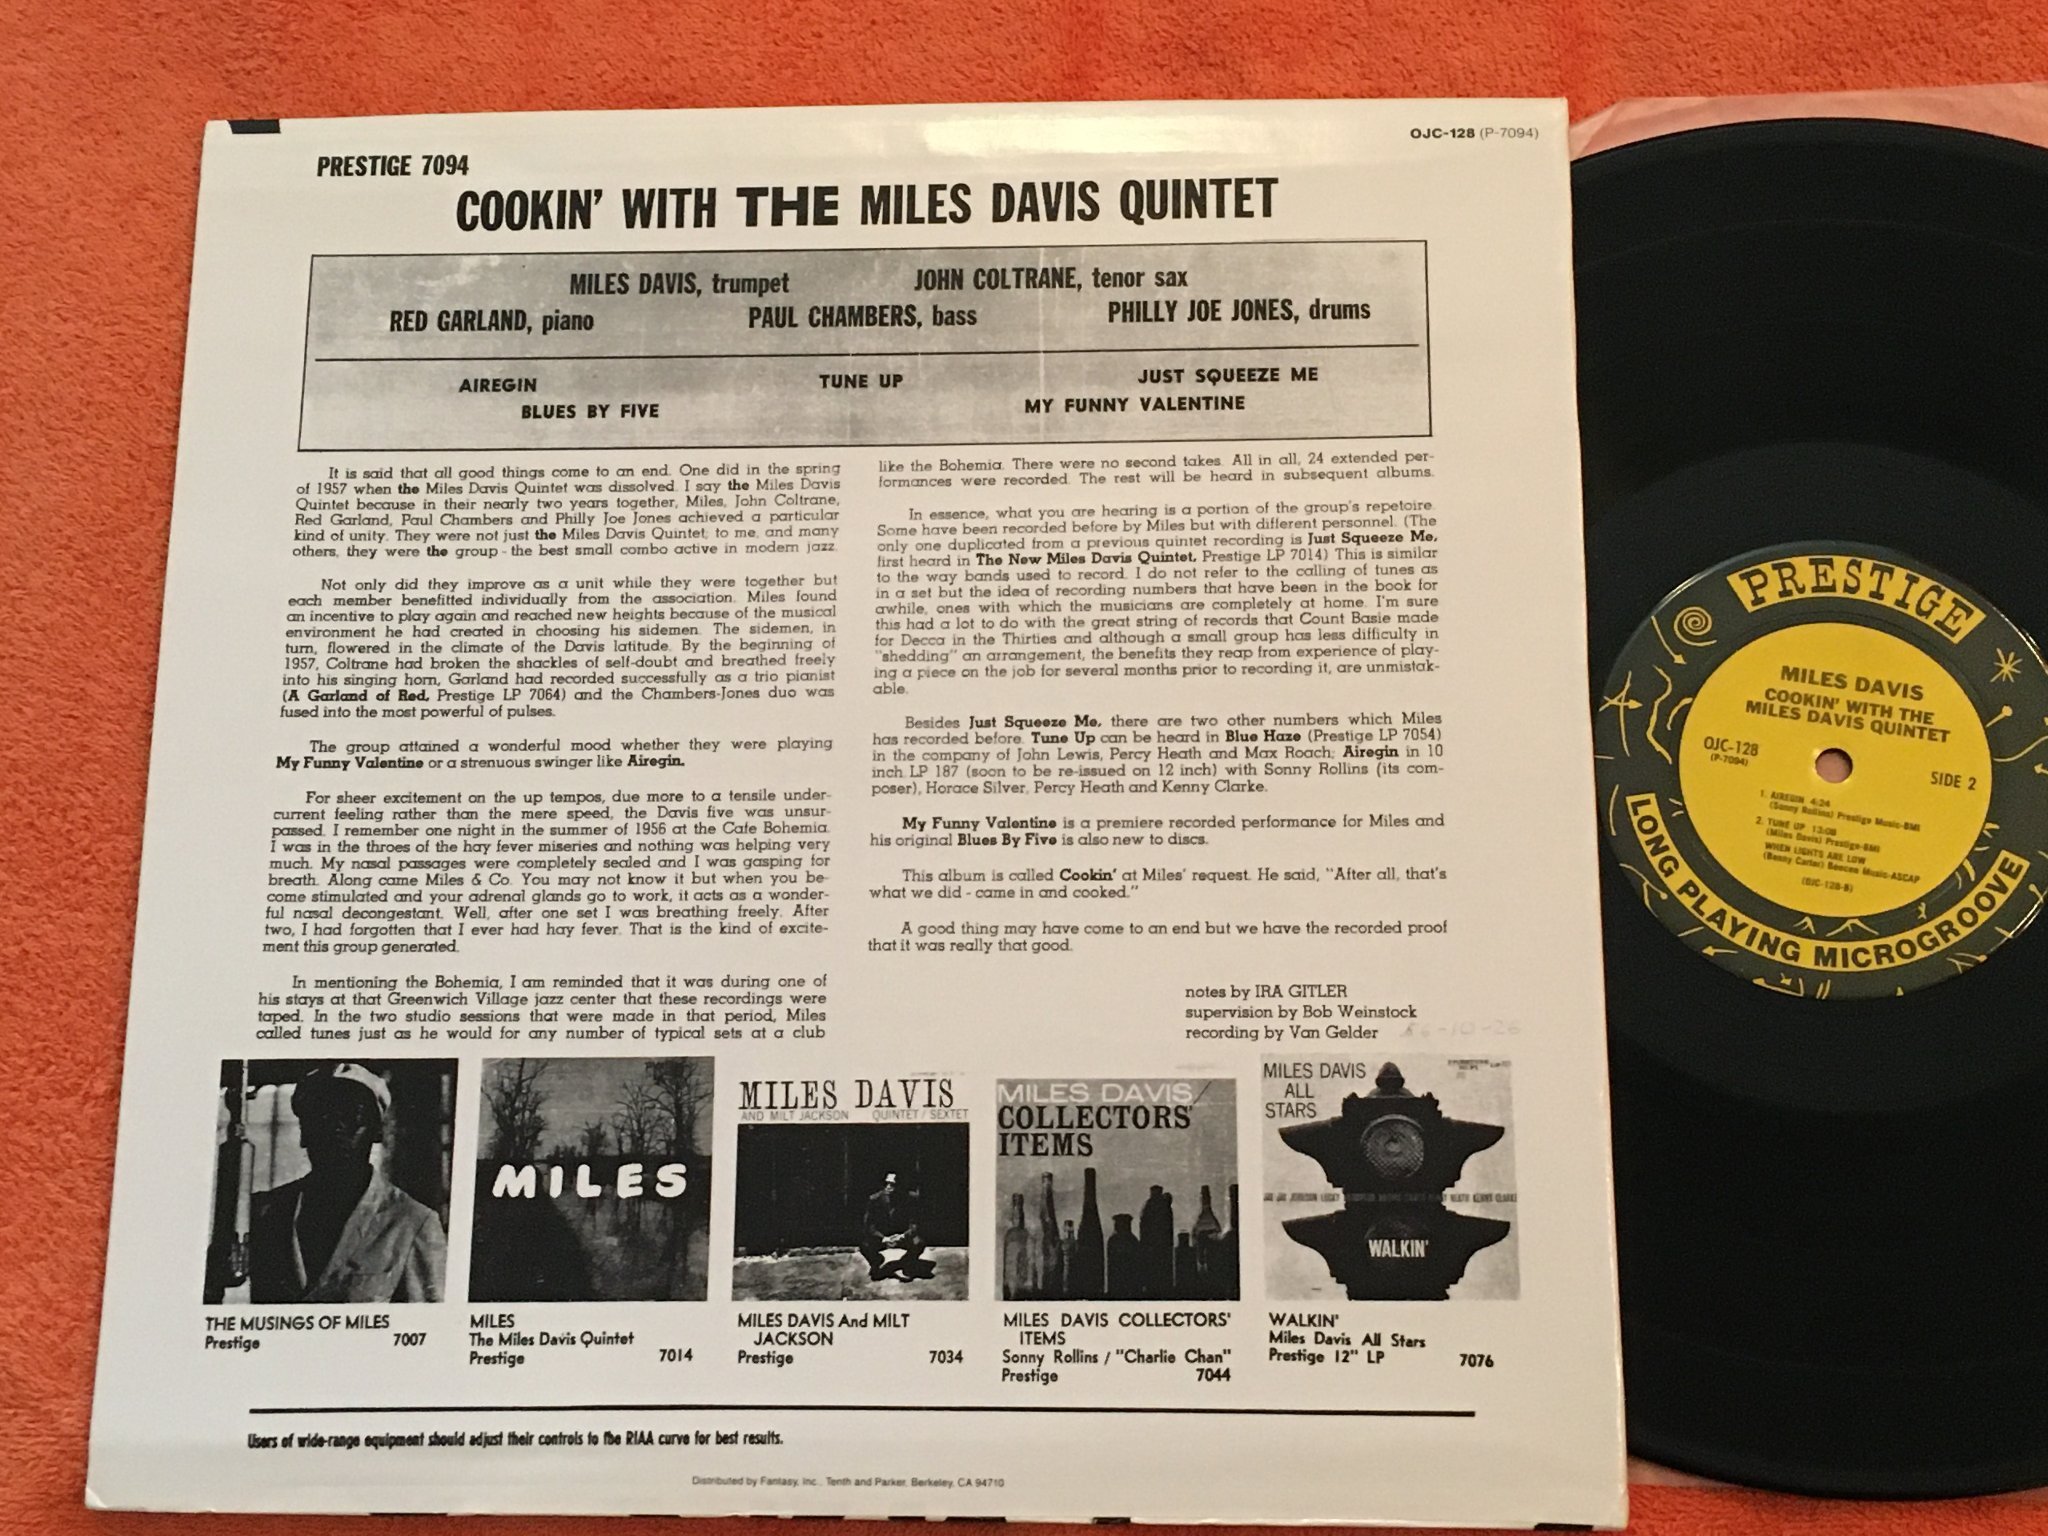 OJC-128 (P-7094)
PRESTIGE 7094
COOKIN' WITH THE MILES DAVIS QUINTET
MILES DAVIS, trumpet JOHN COLTRANE, tenor sax
RED GARLAND, piano PAUL CHAMBERS, bass PHILLY JOE JONES, drums
AIREGIN TUNE UP JUST SQUEEZE ME
BLUES BY FIVE MY FUNNY VALENTINE
It is said that all good things come to an end. One did in the spring
of 1957 when the Miles Davis Quintet was dissolved. I say the Miles Davis
Quintet because in their nearly two years together, Miles, John Coltrane,
Red Garland, Paul Chambers and Philly Joe Jones achieved a particular
kind of unity. They were not just the Miles Davis Quintet; to me, and many
others, they were the group - the best small combo active in modern jazz.
Not only did they improve as a unit while they were together but
each member benefitted individually from the association. Miles found
an incentive to play again and reached new heights because of the musical
environment he had created in choosing his sidemen. The sidemen, in
turn, flowered in the climate of the Davis latitude. By the beginning of
1957, Coltrane had broken the shackles of self-doubt and breathed freely
into his singing horn, Garland had recorded successfully as a trio pianist
(A Garland of Red, Prestige LP 7064) and the Chambers-Jones duo was
fused into the most powerful of pulses.
The group attained a wonderful mood whether they were playing
My Funny Valentine or a strenuous swinger like Airegin.
For sheer excitement on the up tempos, due more to a tensile under-
current feeling rather than the mere speed, the Davis five was unsur-
passed. I remember one night in the summer of 1956 at the Cafe Bohemia.
I was in the throes of the hay fever miseries and nothing was helping very
much. My nasal passages were completely sealed and I was gasping for
breath. Along came Miles & Co. You may not know it but when you be-
come stimulated and your adrenal glands go to work, it acts as a wonder-
ful nasal decongestant. Well, after one set I was breathing freely. After
two, I had forgotten that I ever had hay fever. That is the kind of excite-
ment this group generated.
In mentioning the Bohemia, I am reminded that it was during one of
his stays at that Greenwich Village jazz center that these recordings were
taped. In the two studio sessions that were made in that period, Miles
called tunes just as he would for any number of typical sets at a club
like the Bohemia. There were no second takes. All in all, 24 extended per-
formances were recorded. The rest will be heard in subsequent albums.
In essence, what you are hearing is a portion of the group's repetoire.
Some have been recorded before by Miles but with different personnel. (The
only one duplicated from a previous quintet recording is Just Squeeze Me,
first heard in The New Miles Davis Quintet, Prestige LP 7014) This is similar
to the way bands used to record. I do not refer to the calling of tunes as
in a set but the idea of recording numbers that have been in the book for
awhile, ones with which the musicians are completely at home. I'm sure
this had a lot to do with the great string of records that Count Basie made
for Decca in the Thirties and although a small group has less difficulty in
"shedding" an arrangement, the benefits they reap from experience of play-
ing a piece on the job for several months prior to recording it, are unmistak-
able.
Besides Just Squeeze Me, there are two other numbers which Miles
has recorded before. Tune Up can be heard in Blue Haze (Prestige LP 7054)
in the company of John Lewis, Percy Heath and Max Roach; Airegin in 10
inch LP 187 (soon to be re-issued on 12 inch) with Sonny Rollins (its com-
poser), Horace Silver, Percy Heath and Kenny Clarke.
My Funny Valentine is a premiere recorded performance for Miles and
his original Blues By Five is also new to discs.
This album is called Cookin' at Miles' request. He said, "After all, that's
what we did - came in and cooked."
A good thing may have come to an end but we have the recorded proof
that it was really that good.
notes by IRA GITLER
supervision by Bob Weinstock
recording by Van Gelder
MILES
MILES DAVIS
AND MILT JACKSON QUINTET / SEXTET
MILES DAVIS
COLLECTORS'
ITEMS
MILES DAVIS
ALL
STARS
WALKIN'
THE MUSINGS OF MILES
Prestige 7007
MILES
The Miles Davis Quintet
Prestige 7014
MILES DAVIS And MILT
JACKSON
Prestige 7034
MILES DAVIS COLLECTORS'
ITEMS
Sonny Rollins / "Charlie Chan"
Prestige 7044
WALKIN'
Miles Davis All Stars
Prestige 12" LP 7076
Users of wide-range equipment should adjust their controls to the RIAA curve for best results.
Distributed by Fantasy, Inc., Tenth and Parker, Berkeley, CA 94710
PRESTIGE
MILES DAVIS
COOKIN' WITH THE
MILES DAVIS QUINTET
OJC-128
(P-7094)
SIDE 2
1. AIREGIN 4:24
(Sonny Rollins) Prestige Music-BMI
2. TUNE UP 13:08
(Miles Davis) Prestige-BMI
WHEN LIGHTS ARE LOW
(Benny Carter) Beecee Music-ASCAP
(OJC-128-B)
LONG PLAYING MICROGROOVE